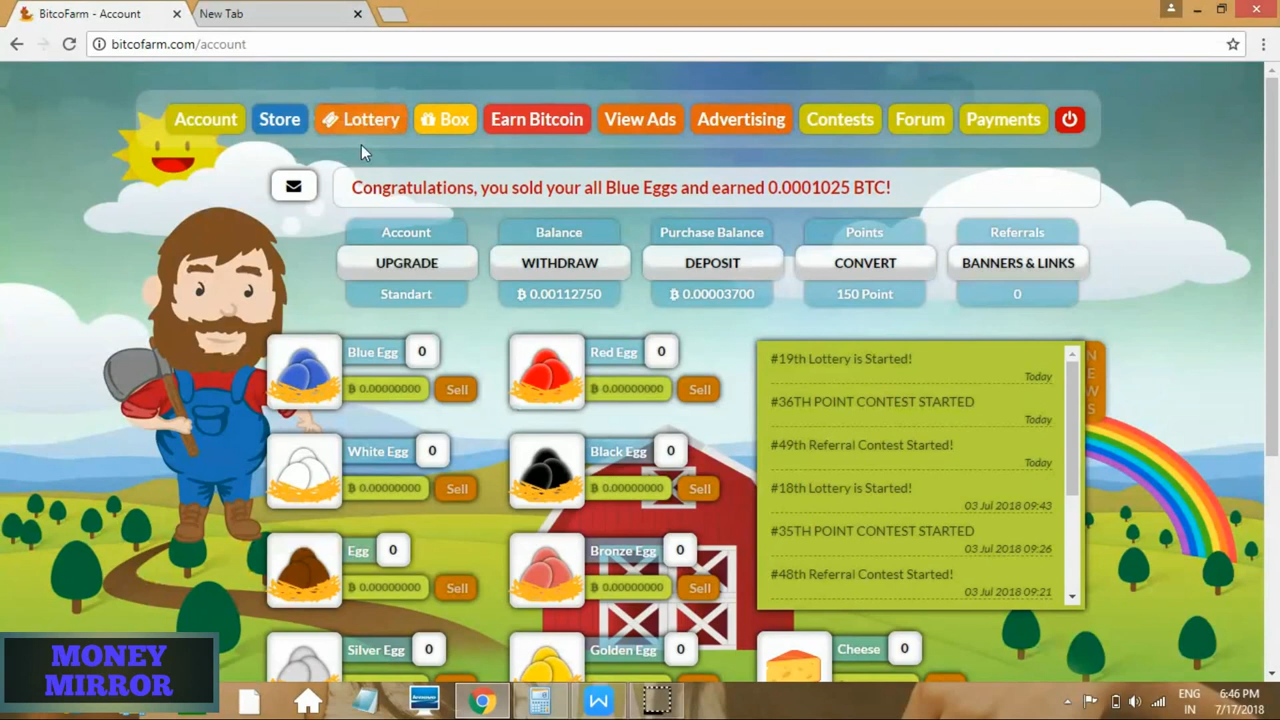 BitcoFarm - Account
New Tab
bitcofarm.com/account
Account Store Lottery Box Earn Bitcoin View Ads Advertising Contests Forum Payments
Congratulations, you sold your all Blue Eggs and earned 0.0001025 BTC!
Account Balance Purchase Balance Points Referrals
UPGRADE WITHDRAW DEPOSIT CONVERT BANNERS & LINKS
Standart ฿ 0.00112750 ฿ 0.00003700 150 Point 0
Blue Egg 0 Red Egg 0
฿ 0.00000000 Sell ฿ 0.00000000 Sell
White Egg 0 Black Egg 0
฿ 0.00000000 Sell ฿ 0.00000000 Sell
Egg 0 Bronze Egg 0
฿ 0.00000000 Sell ฿ 0.00000000 Sell
Silver Egg 0 Golden Egg 0 Cheese 0
#19th Lottery is Started!
Today
#36TH POINT CONTEST STARTED
Today
#49th Referral Contest Started!
Today
#18th Lottery is Started!
03 Jul 2018 09:43
#35TH POINT CONTEST STARTED
03 Jul 2018 09:26
#48th Referral Contest Started!
03 Jul 2018 09:21
NEWS
MONEY
MIRROR
ENG
IN
6:46 PM
7/17/2018